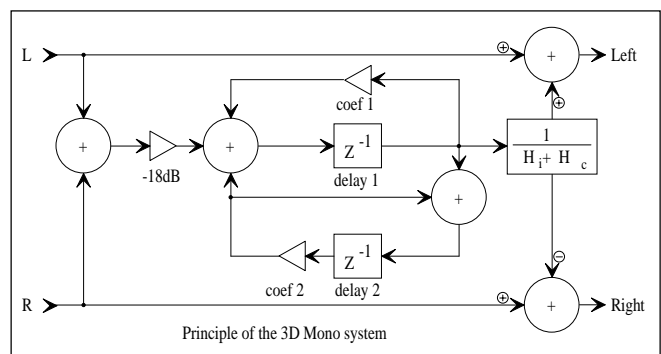 L
+
Left
coef 1
+
+
-18dB
+
Z -1
delay 1
1
H i + H c
+
+
Z -1
coef 2
delay 2
−
R
+
+
Right
Principle of the 3D Mono system